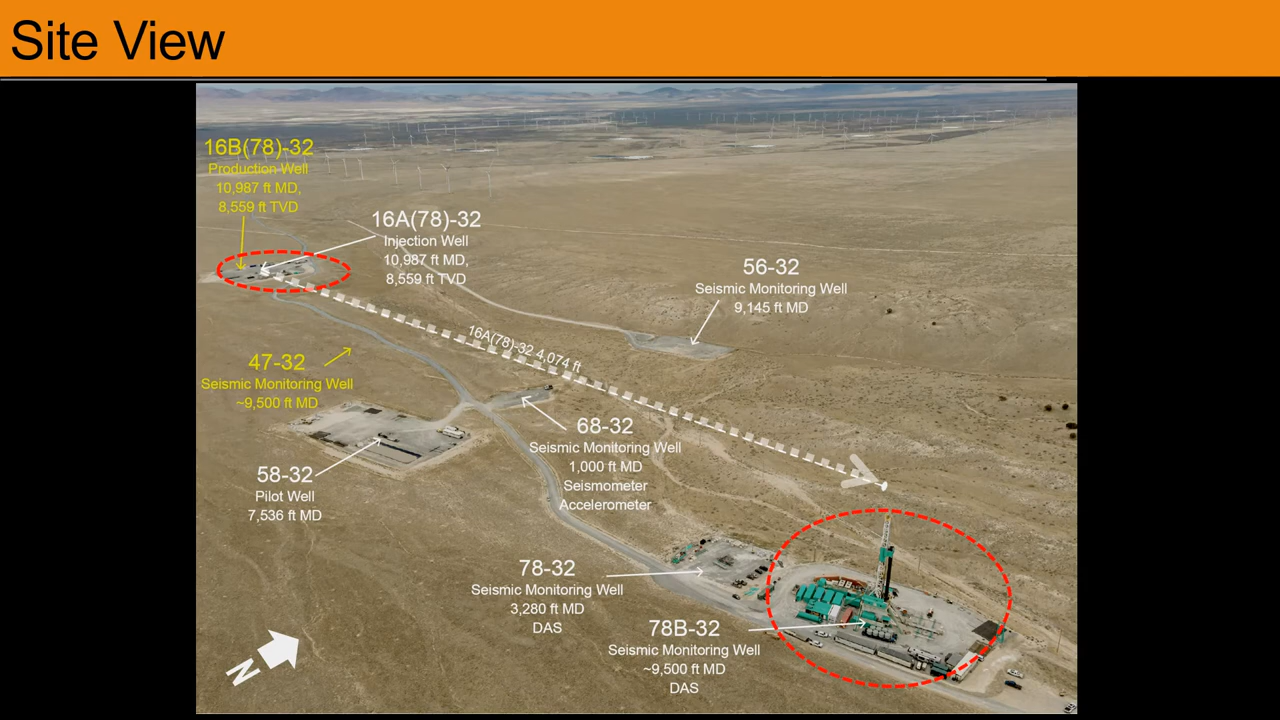 Site View
16B(78)-32
Production Well
10,987 ft MD,
8,559 ft TVD
16A(78)-32
Injection Well
10,987 ft MD,
8,559 ft TVD
56-32
Seismic Monitoring Well
9,145 ft MD
16A(78)-32 4,074 ft
47-32
Seismic Monitoring Well
~9,500 ft MD
68-32
Seismic Monitoring Well
1,000 ft MD
Seismometer
Accelerometer
58-32
Pilot Well
7,536 ft MD
78-32
Seismic Monitoring Well
3,280 ft MD
DAS
78B-32
Seismic Monitoring Well
~9,500 ft MD
DAS
N